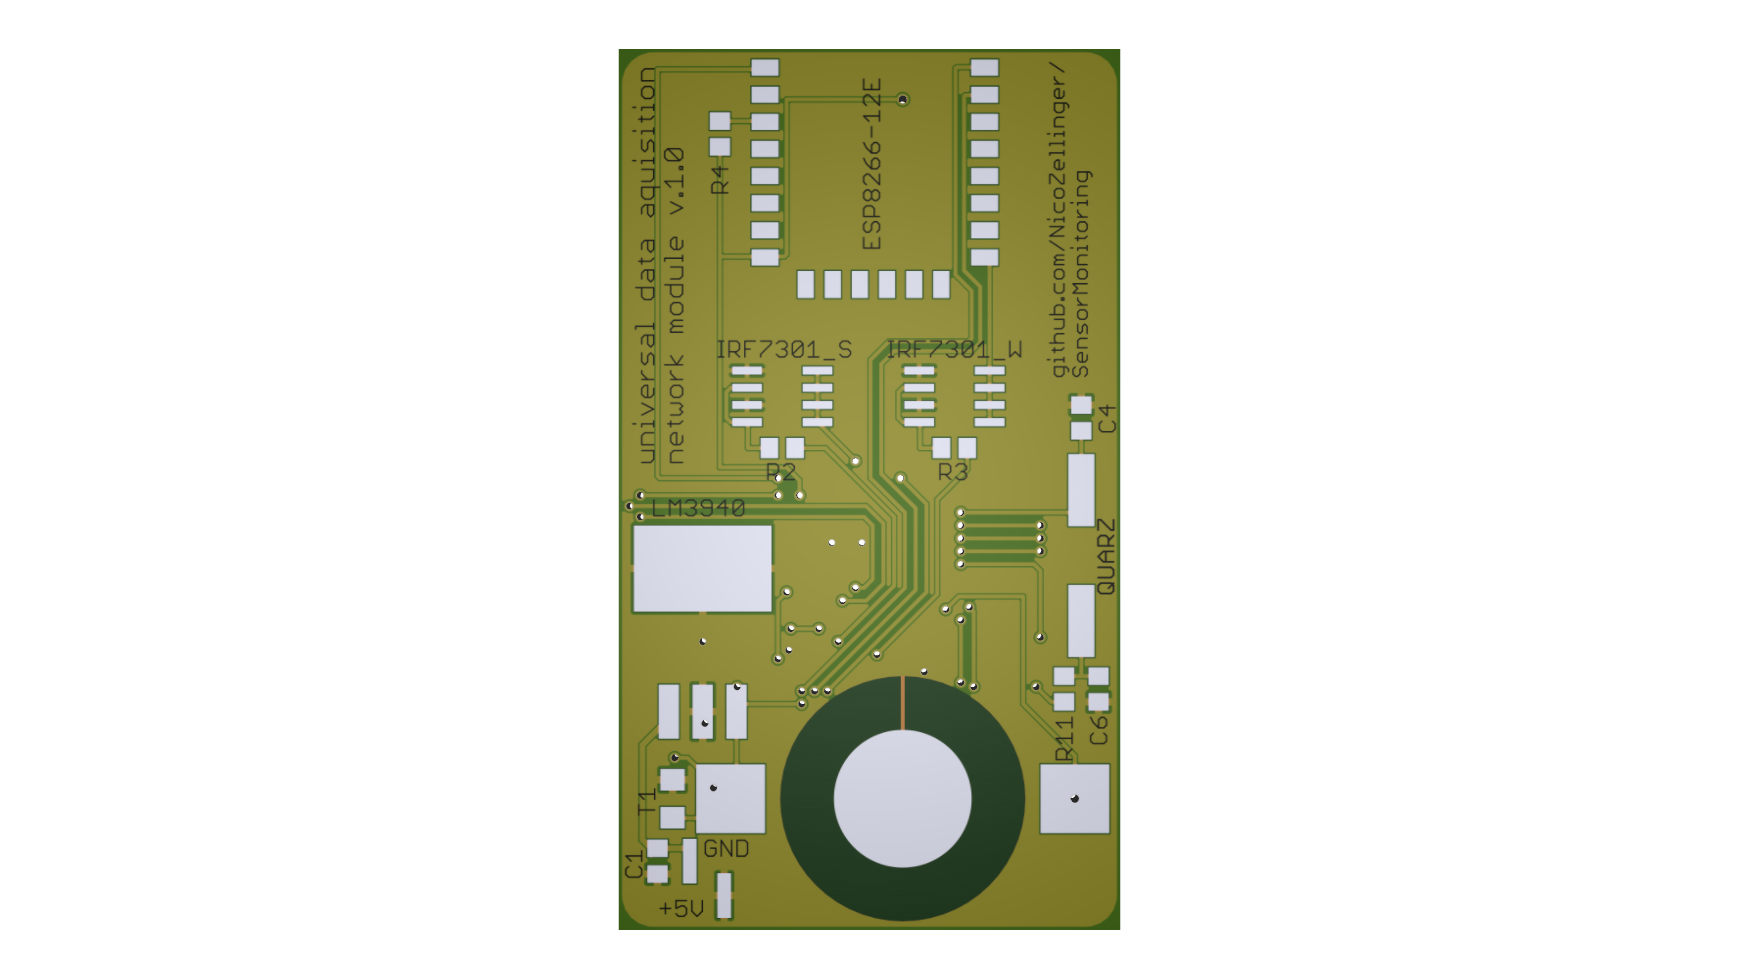 universal data aquisition
network module v.1.0
R4
ESP8266-12E
github.com/NicoZellinger/
SensorMonitoring
IRF7301_S
IRF7301_W
C4
R2
R3
LM3940
QUARZ
R11
C6
T1
C1
GND
+5V